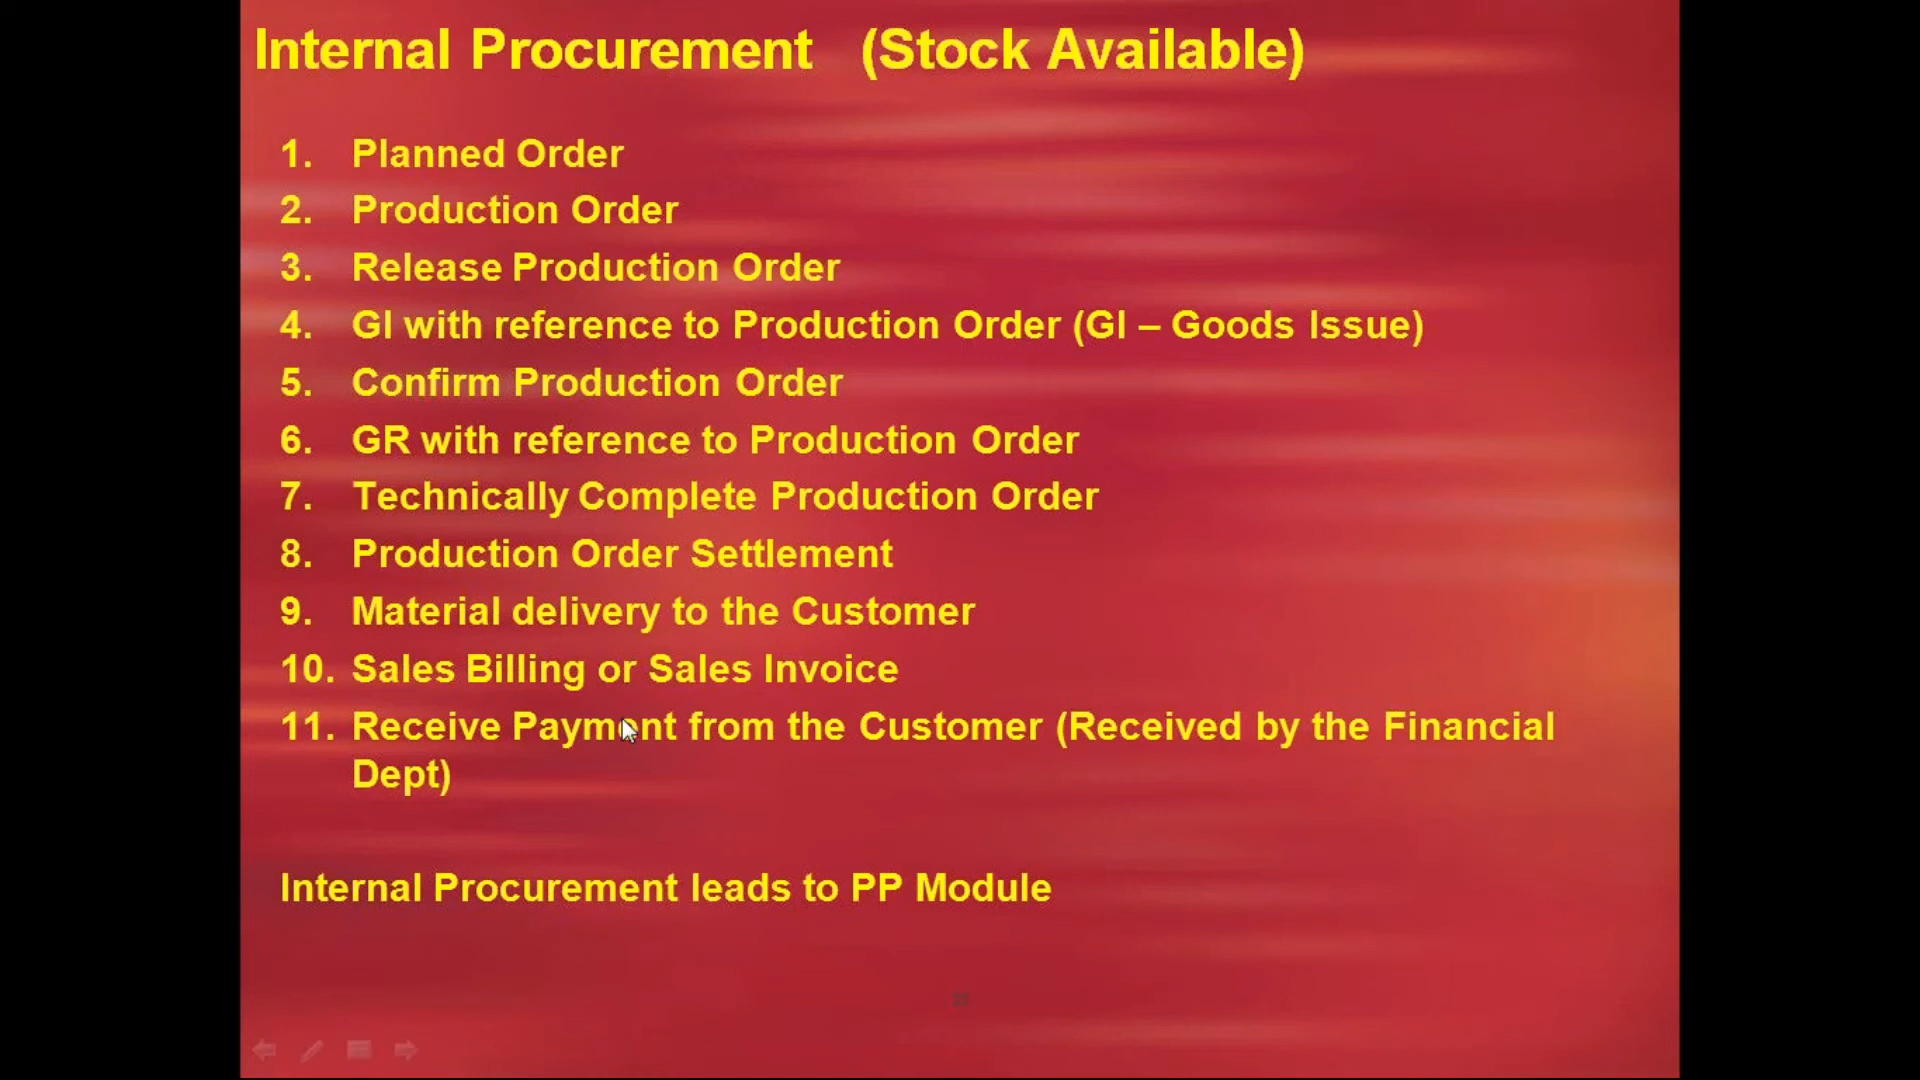 Internal Procurement (Stock Available)
1. Planned Order
2. Production Order
3. Release Production Order
4. GI with reference to Production Order (GI – Goods Issue)
5. Confirm Production Order
6. GR with reference to Production Order
7. Technically Complete Production Order
8. Production Order Settlement
9. Material delivery to the Customer
10. Sales Billing or Sales Invoice
11. Receive Payment from the Customer (Received by the Financial
Dept)
Internal Procurement leads to PP Module